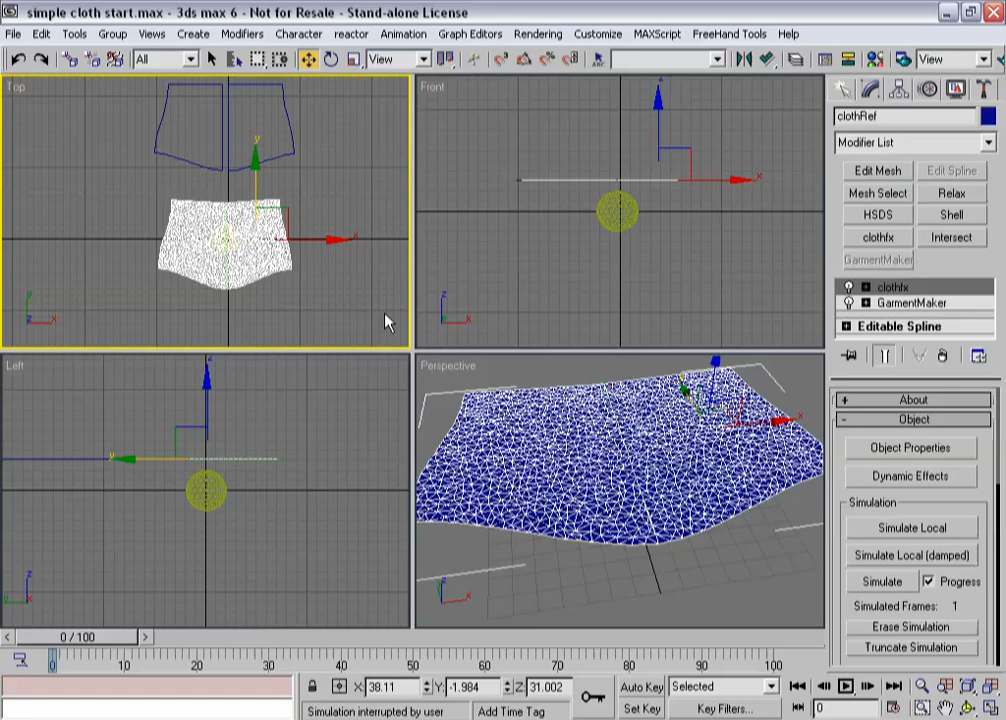 simple cloth start.max - 3ds max 6 - Not for Resale - Stand-alone License
File Edit Tools Group Views Create Modifiers Character reactor Animation Graph Editors Rendering Customize MAXScript FreeHand Tools Help
All View View
Top
Front
Left
Perspective
clothRef
Modifier List
Edit Mesh Edit Spline
Mesh Select Relax
HSDS Shell
clothfx Intersect
GarmentMaker
clothfx
GarmentMaker
Editable Spline
+ About
- Object
Object Properties
Dynamic Effects
Simulation
Simulate Local
Simulate Local (damped)
Simulate Progress
Simulated Frames: 1
Erase Simulation
Truncate Simulation
< 0 / 100 >
0 10 20 30 40 50 60 70 80 90 100
X: 38.11 Y: -1.984 Z: 31.002 Auto Key Selected
Simulation interrupted by user Add Time Tag Set Key Key Filters... 0